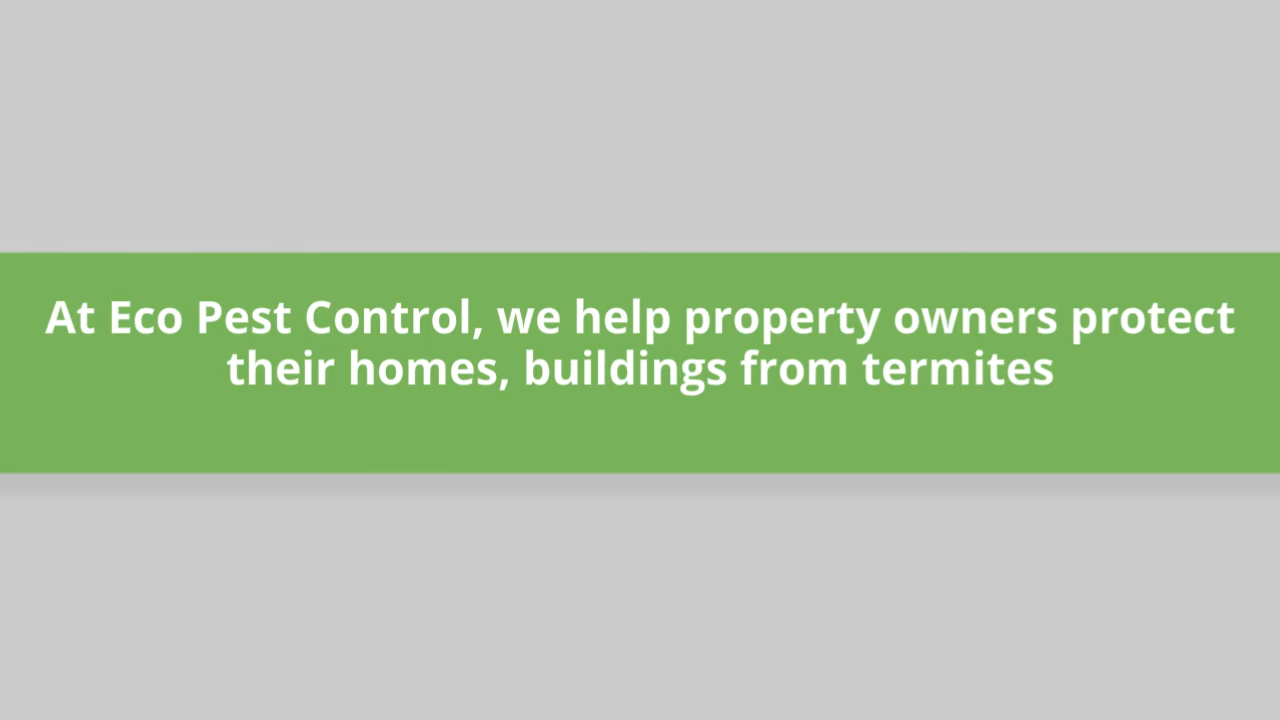 At Eco Pest Control, we help property owners protect
their homes, buildings from termites